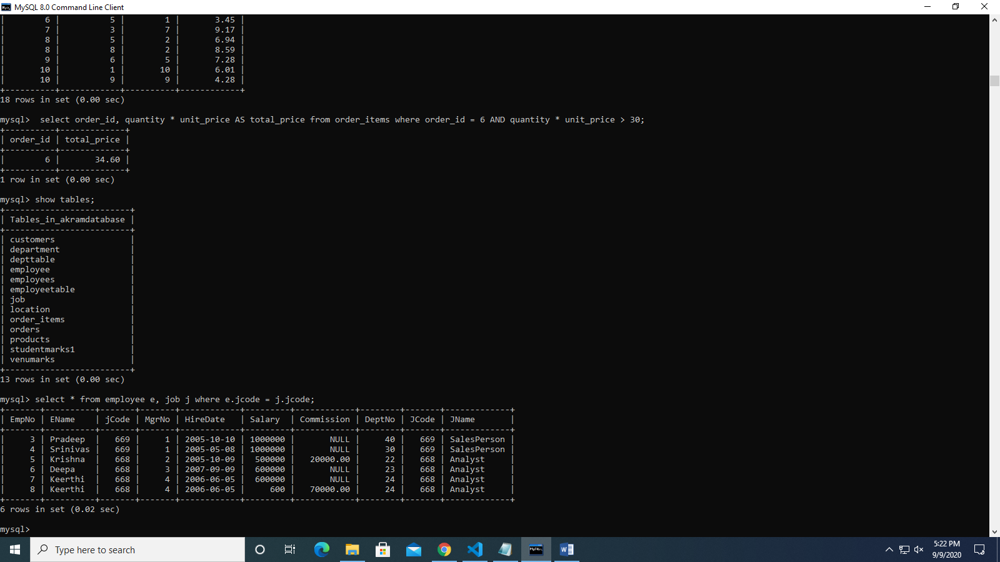 MySQL 8.0 Command Line Client
|        6 |          5 |        1 |       3.45 |
|        7 |          3 |        7 |       9.17 |
|        8 |          5 |        2 |       6.94 |
|        8 |          8 |        2 |       8.59 |
|        9 |          6 |        5 |       7.28 |
|       10 |          1 |       10 |       6.01 |
|       10 |          9 |        9 |       4.28 |
+----------+------------+----------+------------+
18 rows in set (0.00 sec)
mysql>  select order_id, quantity * unit_price AS total_price from order_items where order_id = 6 AND quantity * unit_price > 30;
+----------+-------------+
| order_id | total_price |
+----------+-------------+
|        6 |       34.60 |
+----------+-------------+
1 row in set (0.00 sec)
mysql> show tables;
+-------------------------+
| Tables_in_akramdatabase |
+-------------------------+
| customers               |
| department              |
| depttable               |
| employee                |
| employees               |
| employeetable           |
| job                     |
| location                |
| order_items             |
| orders                  |
| products                |
| studentmarks1           |
| venumarks               |
+-------------------------+
13 rows in set (0.00 sec)
mysql> select * from employee e, job j where e.jcode = j.jcode;
+-------+----------+-------+-------+------------+---------+------------+--------+-------+-------------+
| EmpNo | EName    | jCode | MgrNo | HireDate   | Salary  | Commission | DeptNo | JCode | JName       |
+-------+----------+-------+-------+------------+---------+------------+--------+-------+-------------+
|     3 | Pradeep  |   669 |     1 | 2005-10-10 | 1000000 |       NULL |     40 |   669 | SalesPerson |
|     4 | Srinivas |   669 |     1 | 2005-05-08 | 1000000 |       NULL |     30 |   669 | SalesPerson |
|     5 | Krishna  |   668 |     2 | 2005-10-09 |  500000 |   20000.00 |     22 |   668 | Analyst     |
|     6 | Deepa    |   668 |     3 | 2007-09-09 |  600000 |       NULL |     23 |   668 | Analyst     |
|     7 | Keerthi  |   668 |     4 | 2006-06-05 |  600000 |       NULL |     24 |   668 | Analyst     |
|     8 | Keerthi  |   668 |     4 | 2006-06-05 |     600 |   70000.00 |     24 |   668 | Analyst     |
+-------+----------+-------+-------+------------+---------+------------+--------+-------+-------------+
6 rows in set (0.02 sec)
mysql>
Type here to search
5:22 PM
9/9/2020